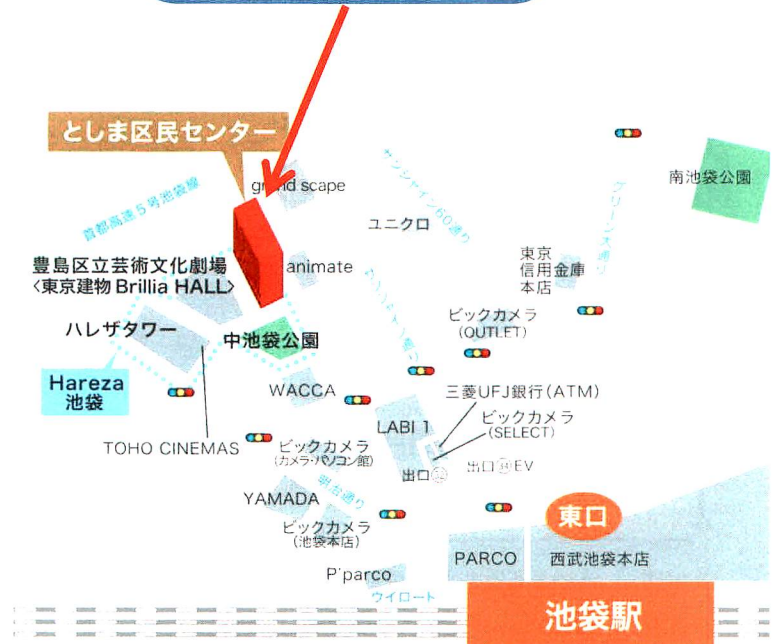 としま区民センター
grand scape
サンシャイン60通り
グリーン大通り
南池袋公園
首都高速5号池袋線
ユニクロ
豊島区立芸術文化劇場
〈東京建物 Brillia HALL〉
animate
東京
信用金庫
本店
サンシャイン通り
ハレザタワー
中池袋公園
ビックカメラ
(OUTLET)
Hareza
池袋
WACCA
三菱UFJ銀行(ATM)
ビックカメラ
(SELECT)
LABI 1
TOHO CINEMAS
ビックカメラ
(カメラ・パソコン館)
出口
出口 EV
明治通り
YAMADA
ビックカメラ
(池袋本店)
東口
PARCO
西武池袋本店
P'parco
ウイロード
池袋駅